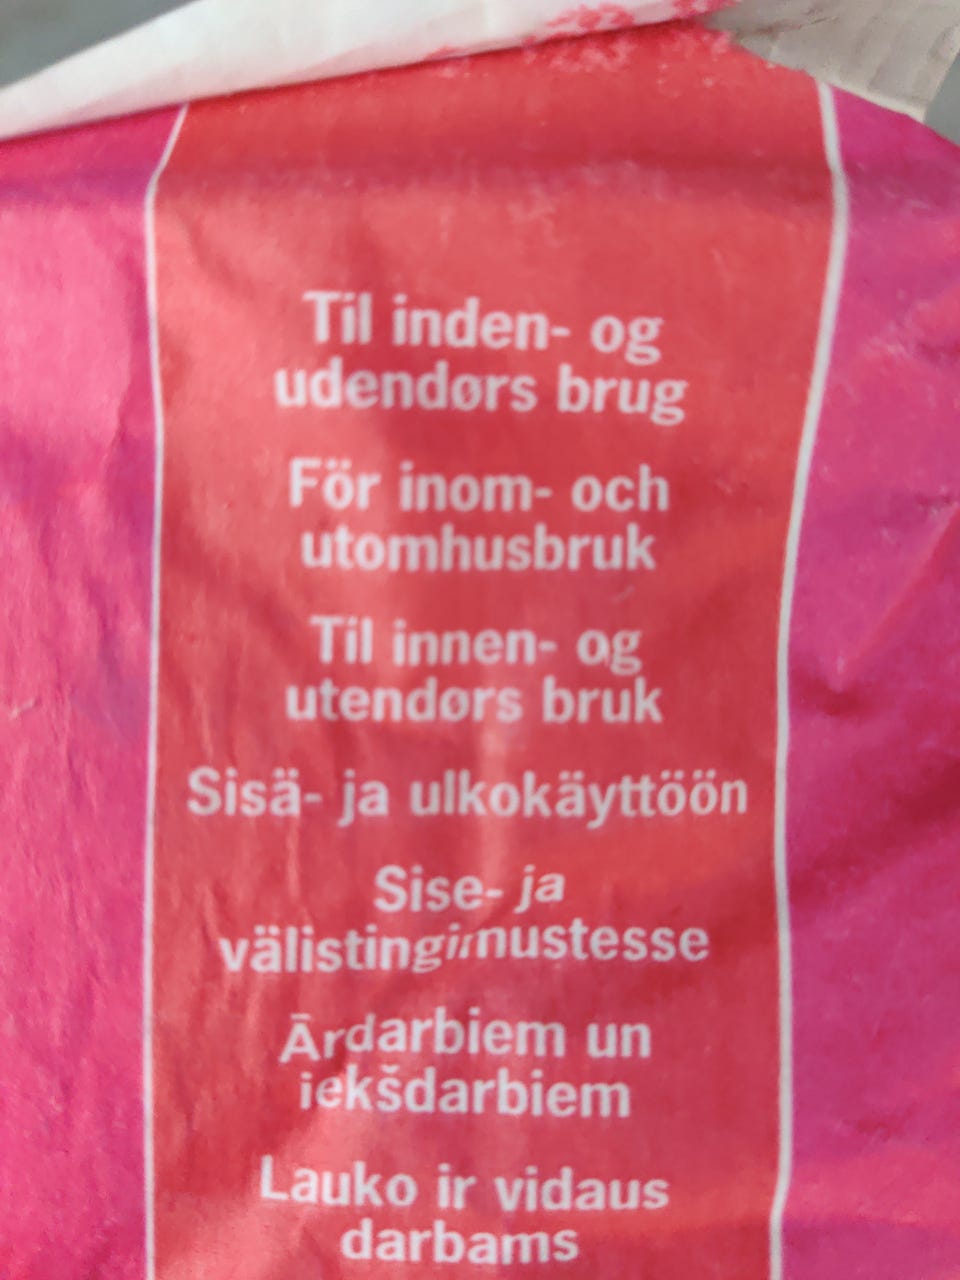 Til inden- og
udendørs brug
För inom- och
utomhusbruk
Til innen- og
utendørs bruk
Sisä- ja ulkokäyttöön
Sise- ja
välistingimustesse
Ārdarbiem un
iekšdarbiem
Lauko ir vidaus
darbams